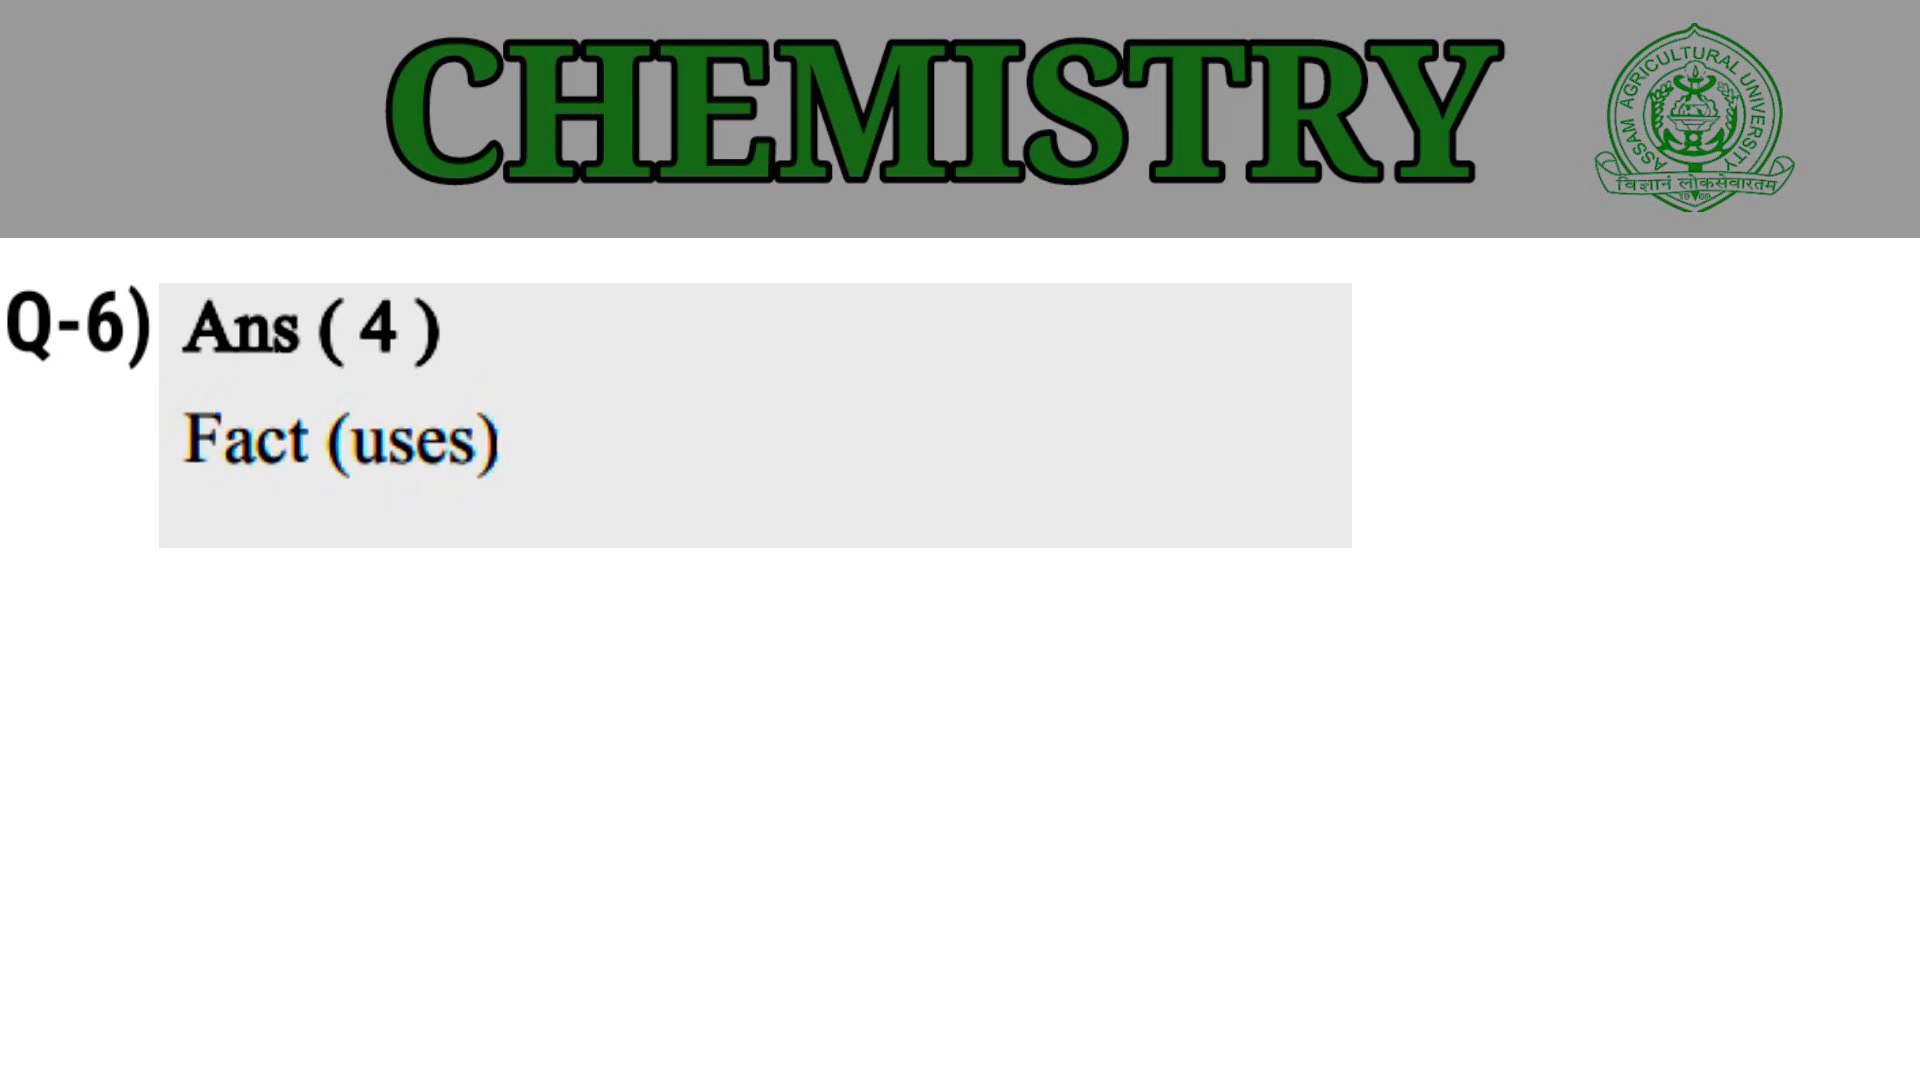 CHEMISTRY
ASSAM AGRICULTURAL UNIVERSITY
विज्ञानं लोकसेवारतम
Q-6) Ans ( 4 )
Fact (uses)